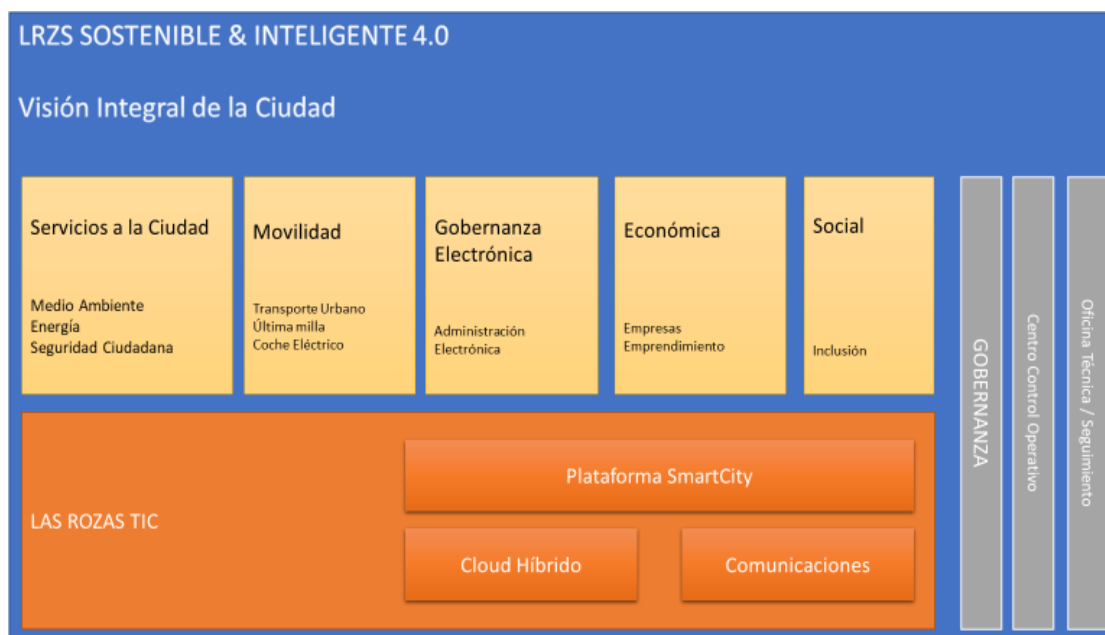 LRZS SOSTENIBLE & INTELIGENTE 4.0
Visión Integral de la Ciudad
Servicios a la Ciudad
Medio Ambiente
Energía
Seguridad Ciudadana
Movilidad
Transporte Urbano
Última milla
Coche Eléctrico
Gobernanza
Electrónica
Administración
Electrónica
Económica
Empresas
Emprendimiento
Social
Inclusión
GOBERNANZA
Centro Control Operativo
Oficina Técnica / Seguimiento
LAS ROZAS TIC
Plataforma SmartCity
Cloud Híbrido
Comunicaciones